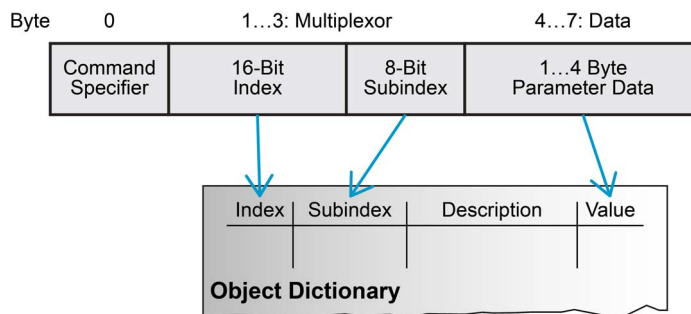 Byte 0 1…3: Multiplexor 4…7: Data
Command Specifier
16-Bit Index
8-Bit Subindex
1…4 Byte Parameter Data
Index Subindex Description Value
Object Dictionary